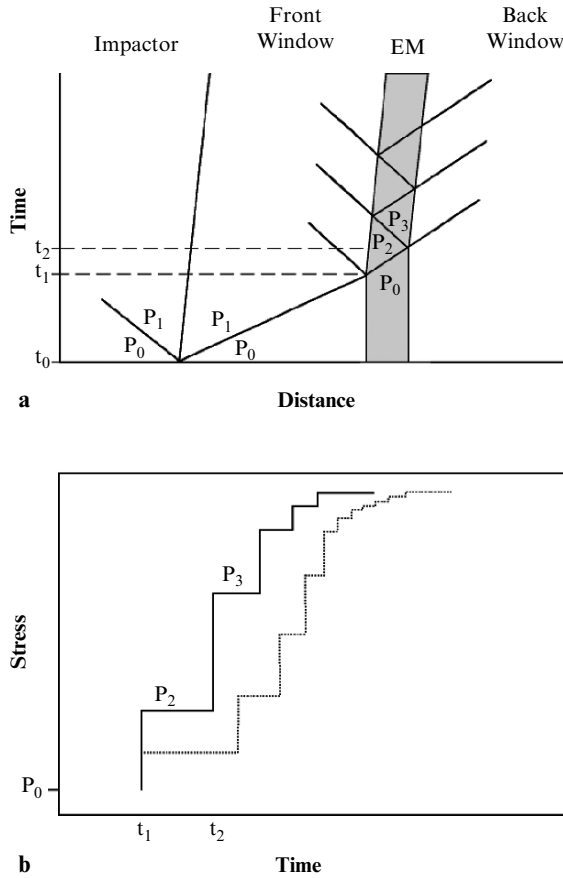 Impactor
Front
Window
EM
Back
Window
Time
t2
t1
t0
P1
P0
P1
P0
P3
P2
P0
a
Distance
Stress
P3
P2
P0
t1
t2
b
Time